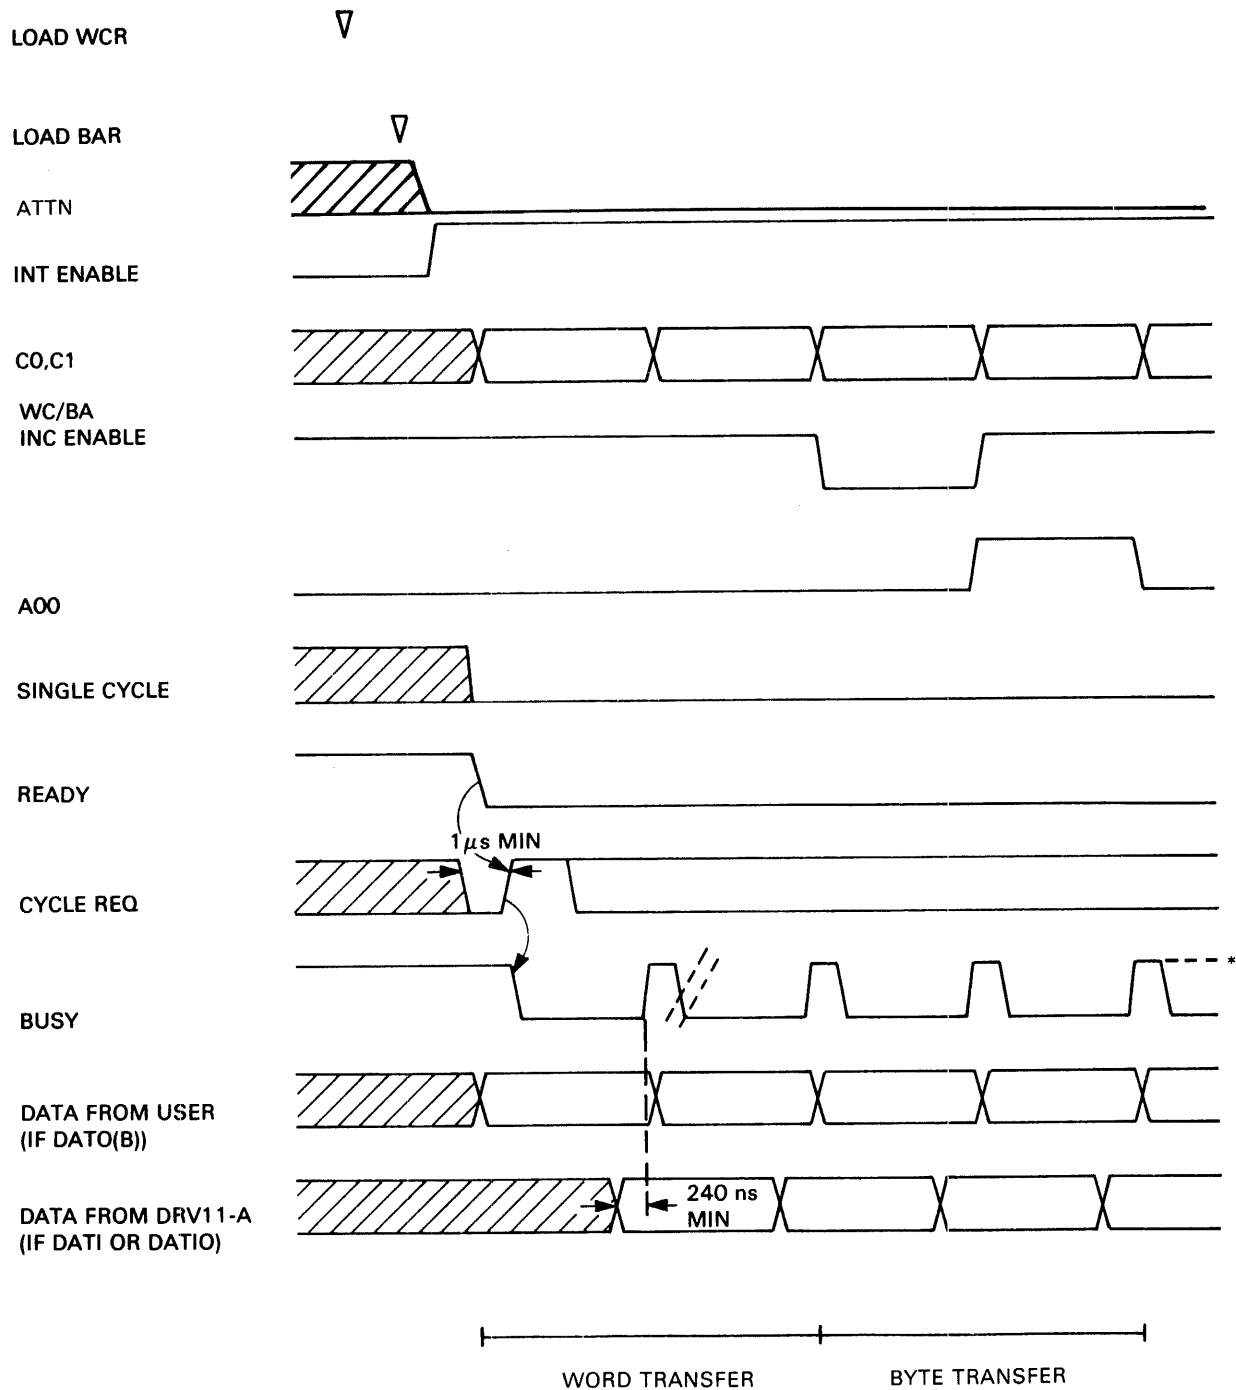 LOAD WCR
LOAD BAR
ATTN
INT ENABLE
C0,C1
WC/BA
INC ENABLE
A00
SINGLE CYCLE
READY
1 µs MIN
CYCLE REQ
*
BUSY
DATA FROM USER
(IF DATO(B))
240 ns
MIN
DATA FROM DRV11-A
(IF DATI OR DATIO)
WORD TRANSFER
BYTE TRANSFER